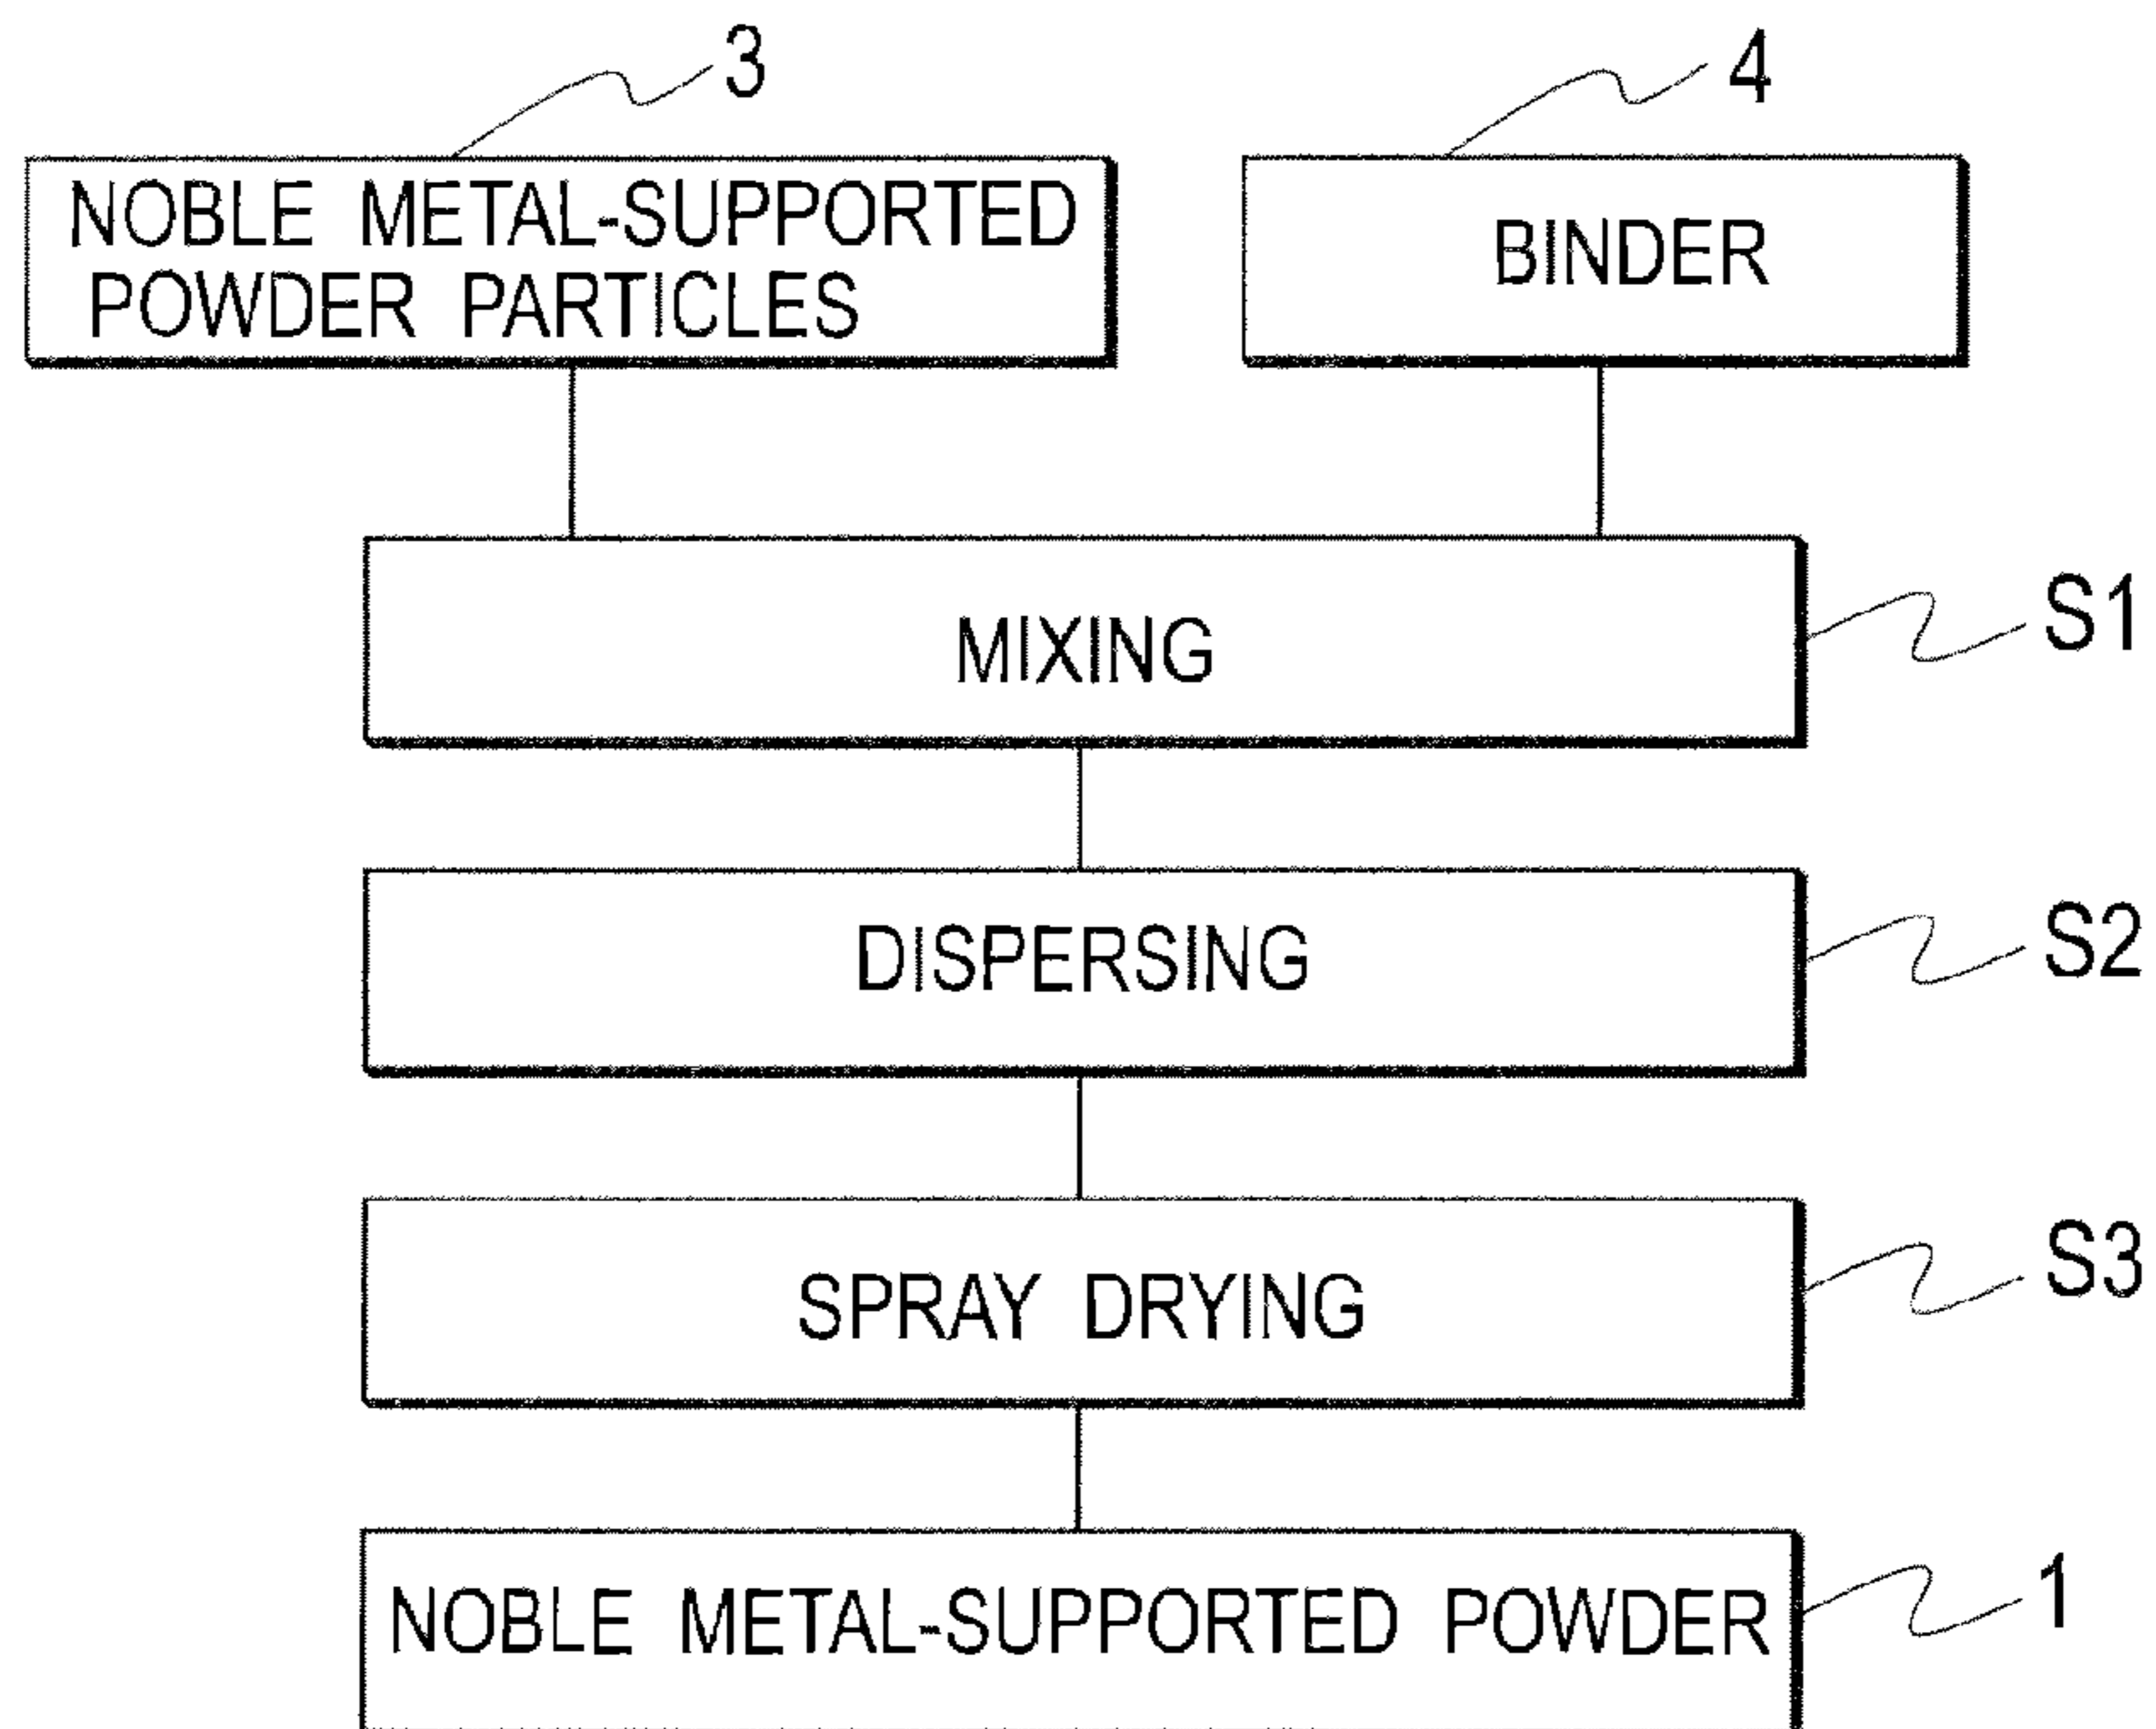 3
4
NOBLE METAL-SUPPORTED
POWDER PARTICLES
BINDER
MIXING
S1
DISPERSING
S2
SPRAY DRYING
S3
NOBLE METAL-SUPPORTED POWDER
1